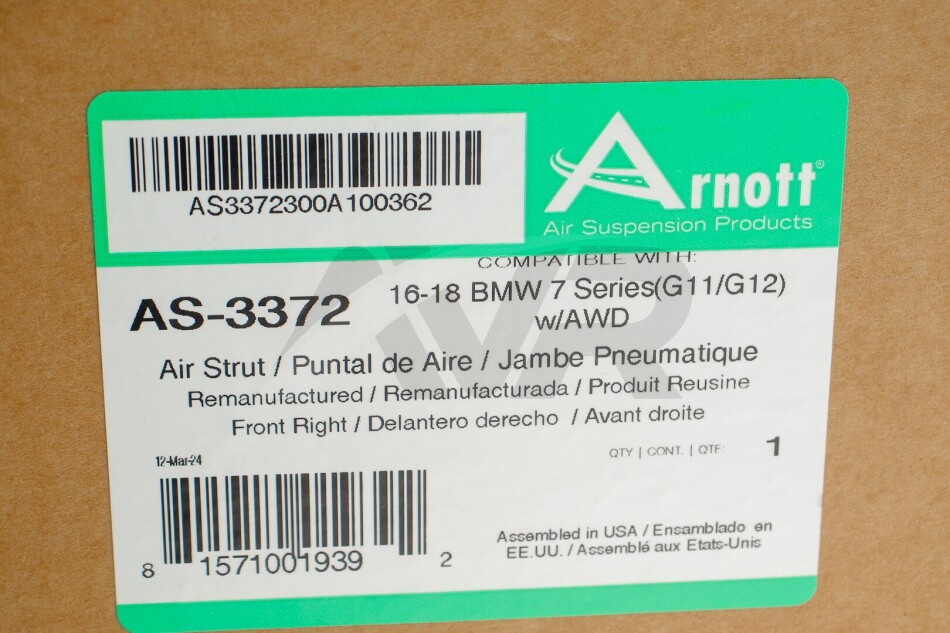 AS3372300A100362
Arnott®
Air Suspension Products
COMPATIBLE WITH:
AS-3372
16-18 BMW 7 Series(G11/G12)
w/AWD
Air Strut / Puntal de Aire / Jambe Pneumatique
Remanufactured / Remanufacturada / Produit Reusine
Front Right / Delantero derecho / Avant droite
12-Mar-24
QTY | CONT. | QTE 1
8 1571001939 2
Assembled in USA / Ensamblado en
EE.UU. / Assemblé aux Etats-Unis